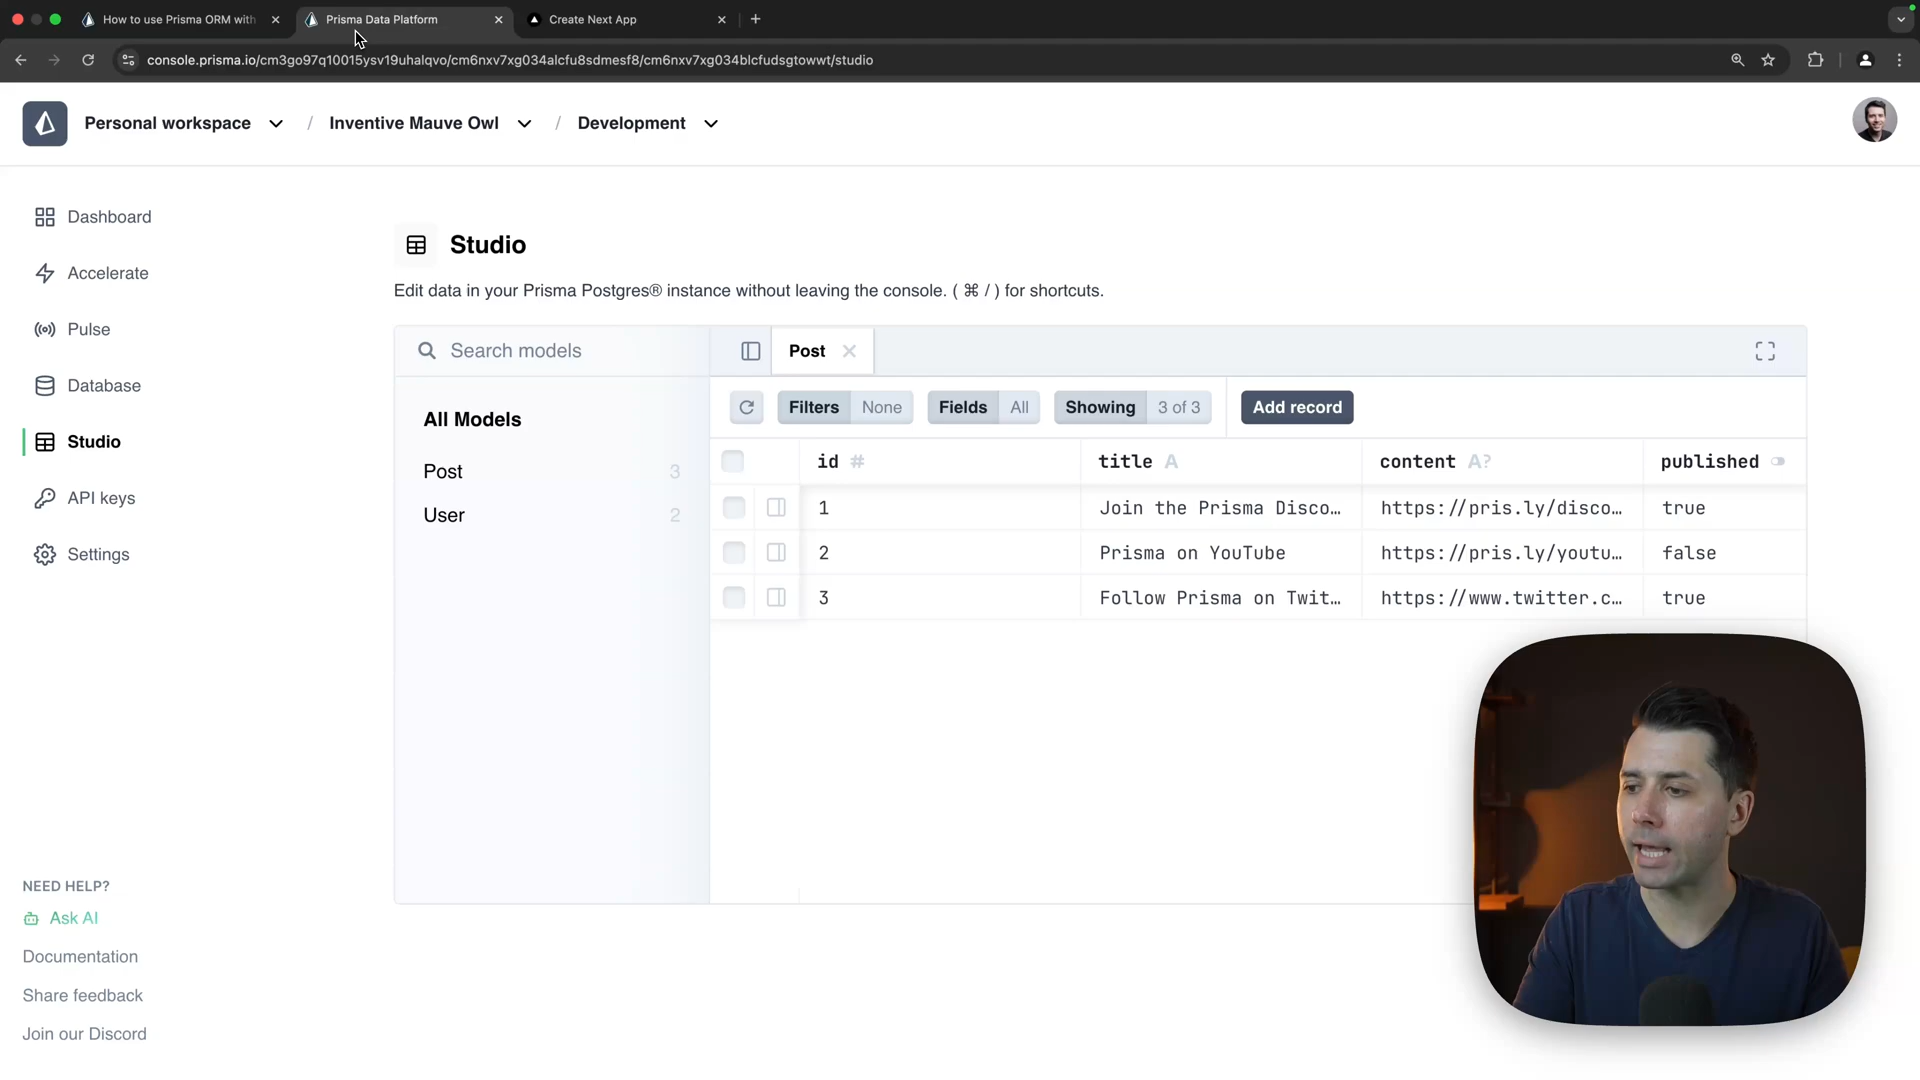 How to use Prisma ORM with
Prisma Data Platform
Create Next App
console.prisma.io/cm3go97q10015ysv19uhalqvo/cm6nxv7xg034alcfu8sdmesf8/cm6nxv7xg034blcfudsgtowwt/studio
Personal workspace / Inventive Mauve Owl / Development
Dashboard
Accelerate
Pulse
Database
Studio
API keys
Settings
NEED HELP?
Ask AI
Documentation
Share feedback
Join our Discord
Studio
Edit data in your Prisma Postgres® instance without leaving the console. ( ⌘ / ) for shortcuts.
Search models
All Models
Post 3
User 2
Post
Filters None Fields All Showing 3 of 3 Add record
id # title A content A? published
1 Join the Prisma Disco… https://pris.ly/disco… true
2 Prisma on YouTube https://pris.ly/youtu… false
3 Follow Prisma on Twit… https://www.twitter.c… true